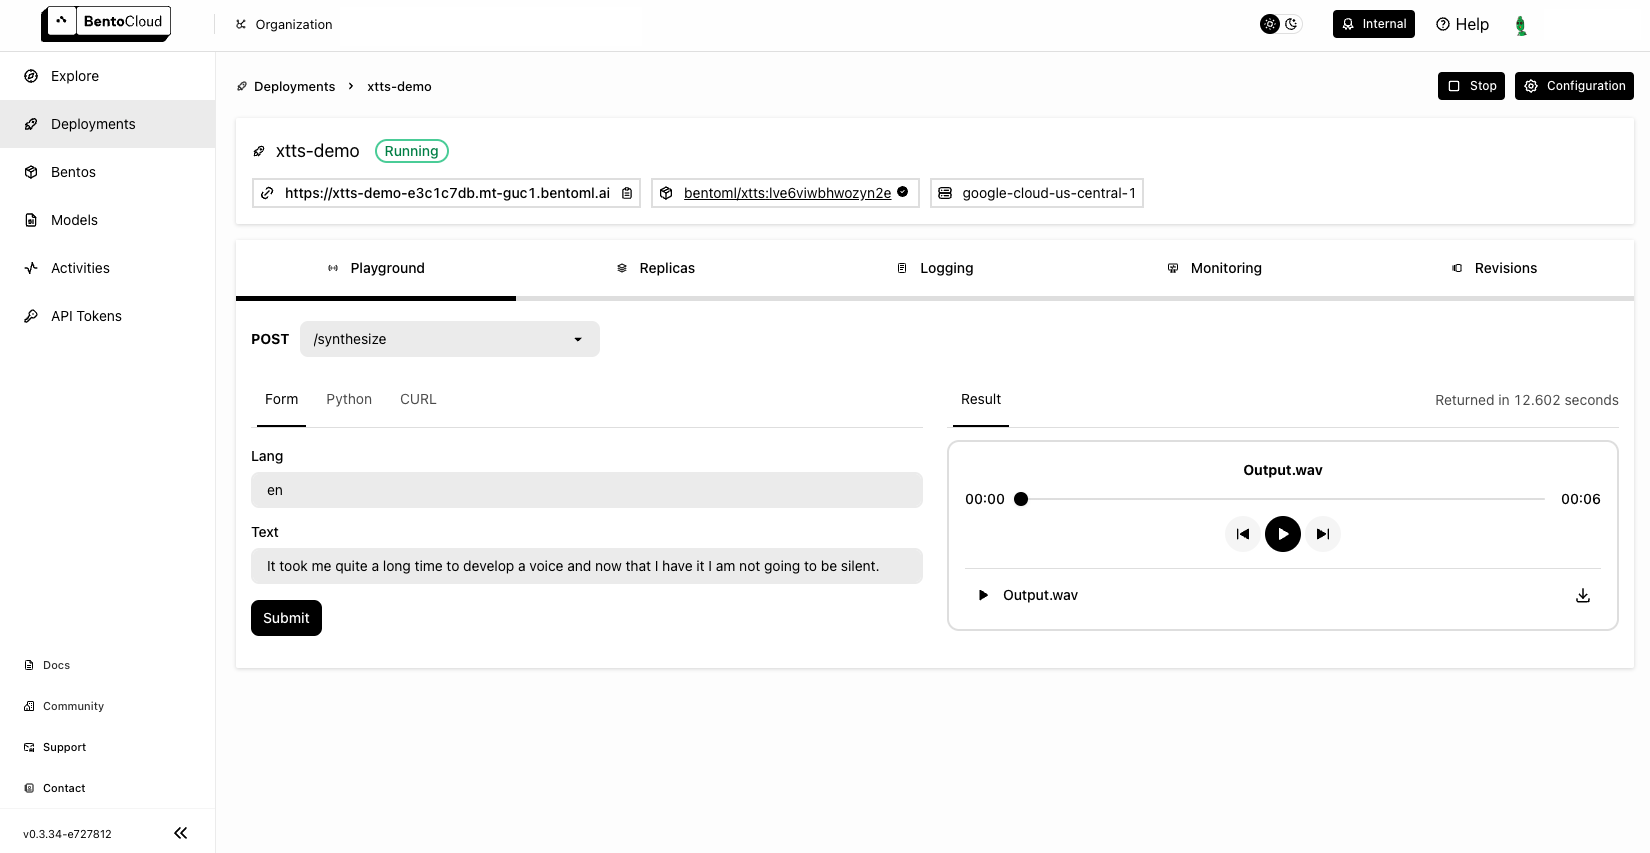 BentoCloud
Organization
Internal
Help
Explore
Deployments
Bentos
Models
Activities
API Tokens
Docs
Community
Support
Contact
v0.3.34-e727812
Deployments
xtts-demo
Stop
Configuration
xtts-demo
Running
https://xtts-demo-e3c1c7db.mt-guc1.bentoml.ai
bentoml/xtts:lve6viwbhwozyn2e
google-cloud-us-central-1
Playground
Replicas
Logging
Monitoring
Revisions
POST
/synthesize
Form
Python
CURL
Lang
en
Text
It took me quite a long time to develop a voice and now that I have it I am not going to be silent.
Submit
Result
Returned in 12.602 seconds
Output.wav
00:00
00:06
Output.wav